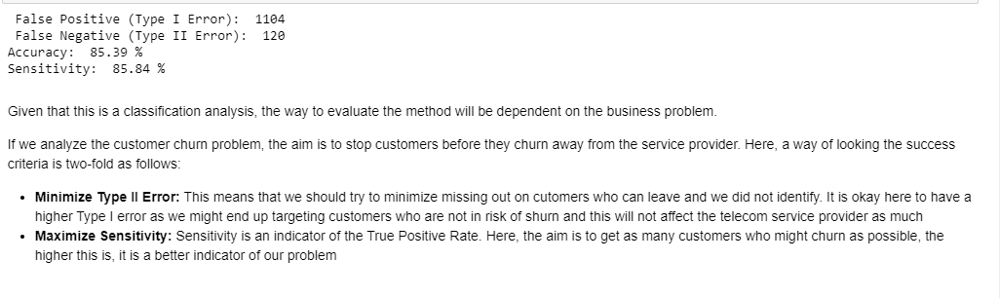 False Positive (Type I Error): 1104
False Negative (Type II Error): 120
Accuracy: 85.39 %
Sensitivity: 85.84 %
Given that this is a classification analysis, the way to evaluate the method will be dependent on the business problem.
If we analyze the customer churn problem, the aim is to stop customers before they churn away from the service provider. Here, a way of looking the success
criteria is two-fold as follows:
• Minimize Type II Error: This means that we should try to minimize missing out on cutomers who can leave and we did not identify. It is okay here to have a
higher Type I error as we might end up targeting customers who are not in risk of shurn and this will not affect the telecom service provider as much
• Maximize Sensitivity: Sensitivity is an indicator of the True Positive Rate. Here, the aim is to get as many customers who might churn as possible, the
higher this is, it is a better indicator of our problem